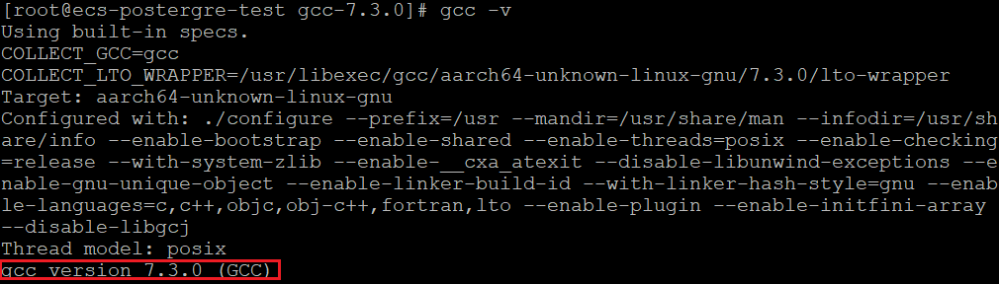 [root@ecs-postergre-test gcc-7.3.0]# gcc -v
Using built-in specs.
COLLECT_GCC=gcc
COLLECT_LTO_WRAPPER=/usr/libexec/gcc/aarch64-unknown-linux-gnu/7.3.0/lto-wrapper
Target: aarch64-unknown-linux-gnu
Configured with: ./configure --prefix=/usr --mandir=/usr/share/man --infodir=/usr/sh
are/info --enable-bootstrap --enable-shared --enable-threads=posix --enable-checking
=release --with-system-zlib --enable-__cxa_atexit --disable-libunwind-exceptions --e
nable-gnu-unique-object --enable-linker-build-id --with-linker-hash-style=gnu --enab
le-languages=c,c++,objc,obj-c++,fortran,lto --enable-plugin --enable-initfini-array
--disable-libgcj
Thread model: posix
gcc version 7.3.0 (GCC)